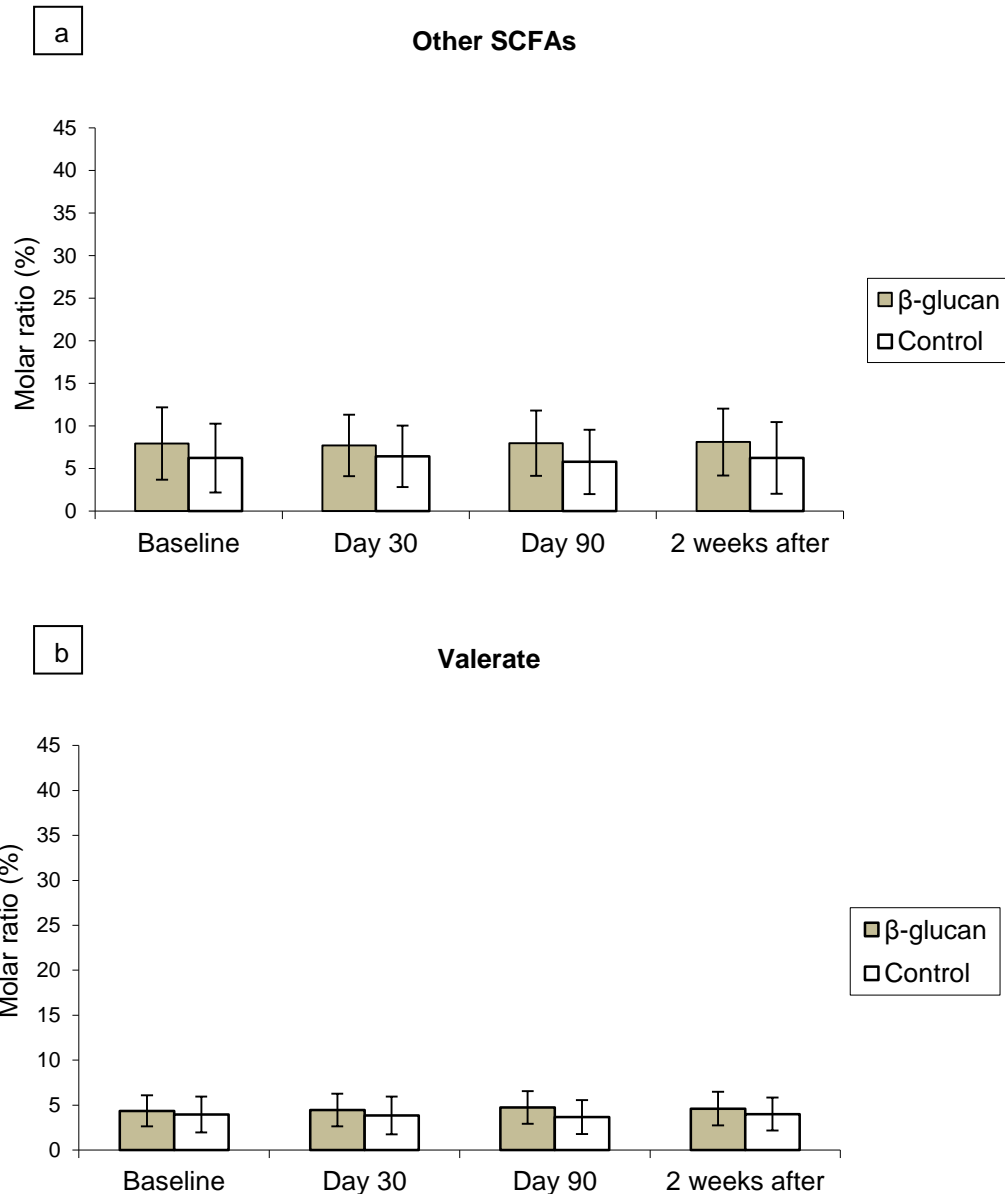 a
Other SCFAs
45
40
35
30
25
20
15
10
5
0
Molar ratio (%)
Baseline
Day 30
Day 90
2 weeks after
β-glucan
Control
b
Valerate
45
40
35
30
25
20
15
10
5
0
Molar ratio (%)
Baseline
Day 30
Day 90
2 weeks after
β-glucan
Control